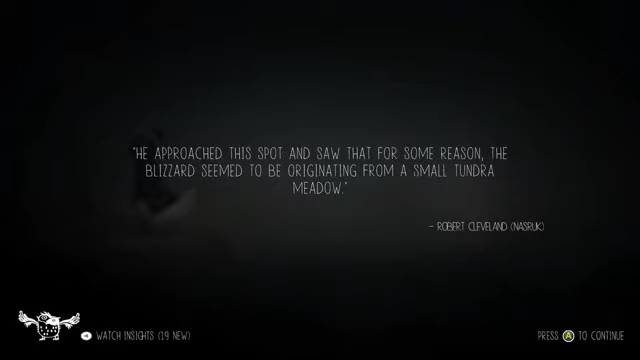 "HE APPROACHED THIS SPOT AND SAW THAT FOR SOME REASON, THE
BLIZZARD SEEMED TO BE ORIGINATING FROM A SMALL TUNDRA
MEADOW."
- ROBERT CLEVELAND (NASRUK)
WATCH INSIGHTS (19 NEW)
PRESS A TO CONTINUE